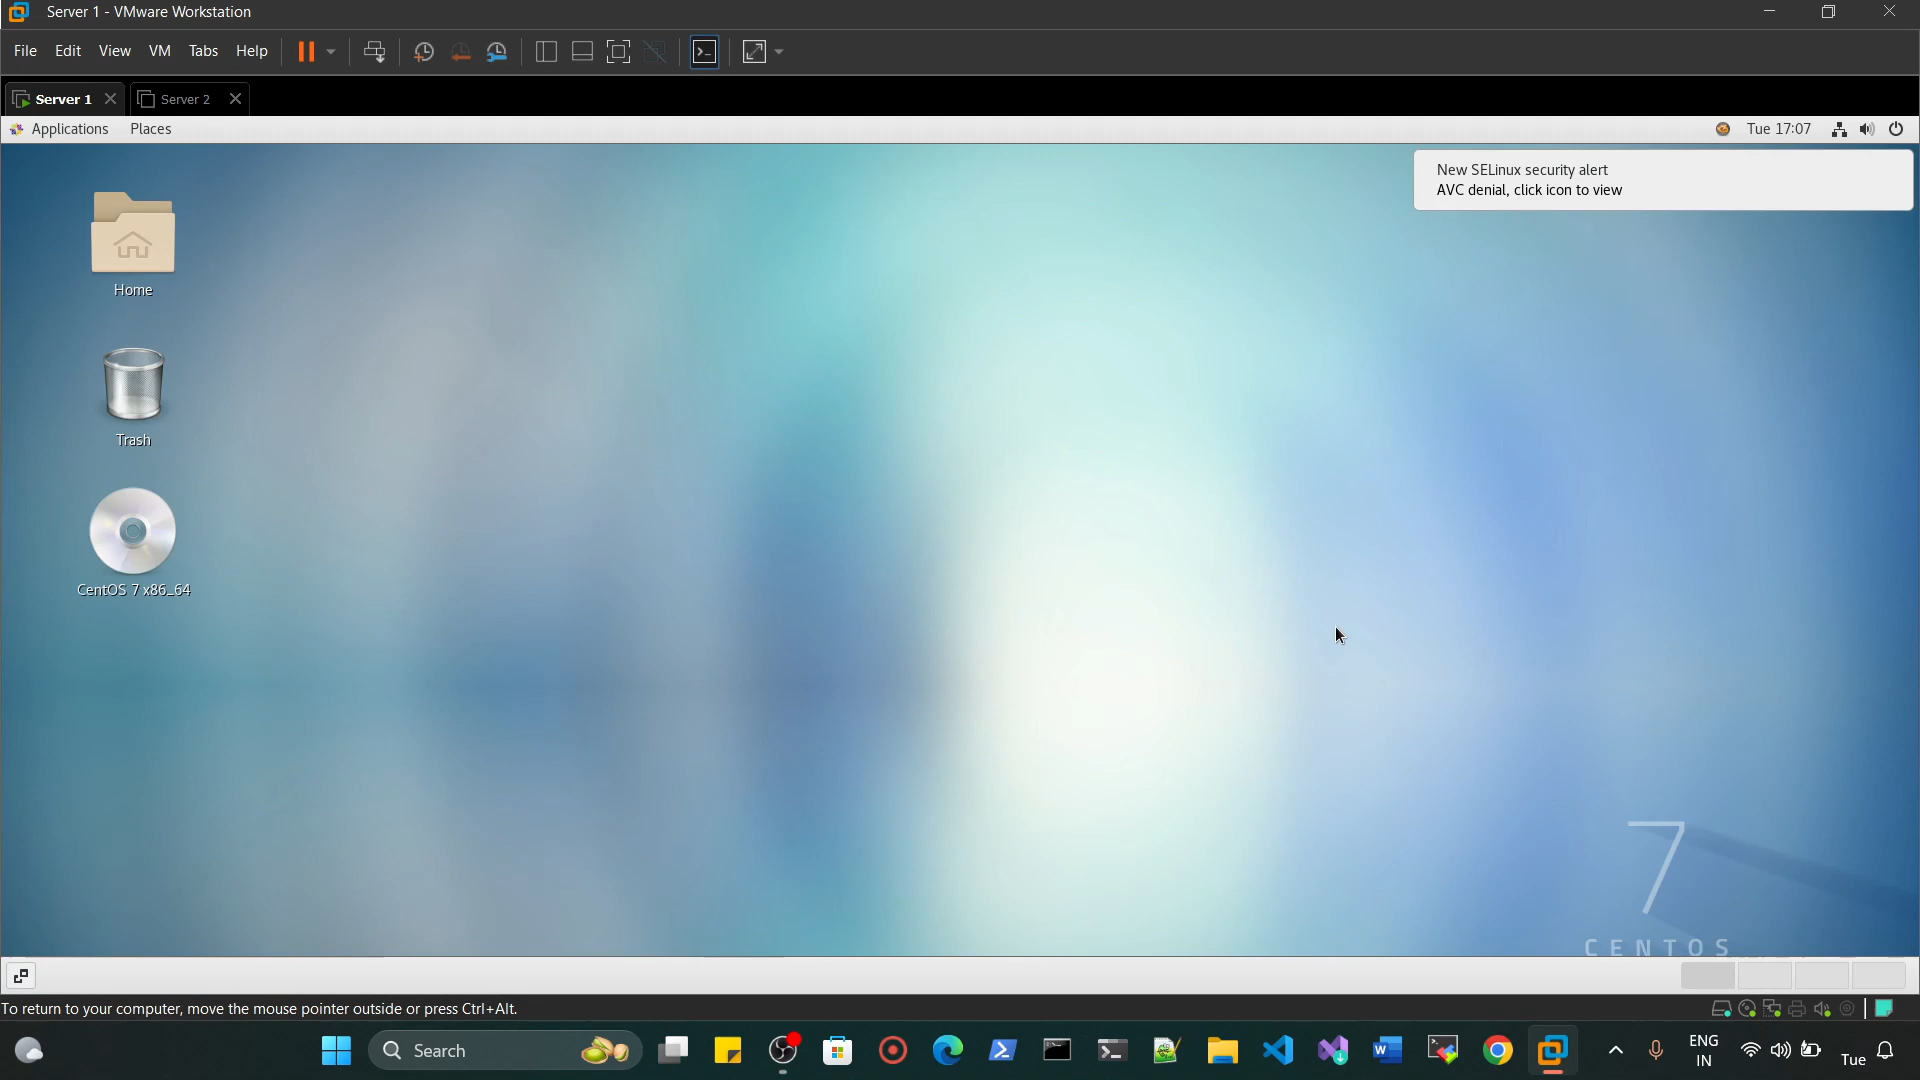 Server 1 - VMware Workstation
File Edit View VM Tabs Help
Server 1 Server 2
Applications Places Tue 17:07
New SELinux security alert
AVC denial, click icon to view
Home
Trash
CentOS 7 x86_64
7
CENTOS
To return to your computer, move the mouse pointer outside or press Ctrl+Alt.
Search
ENG
IN
Tue